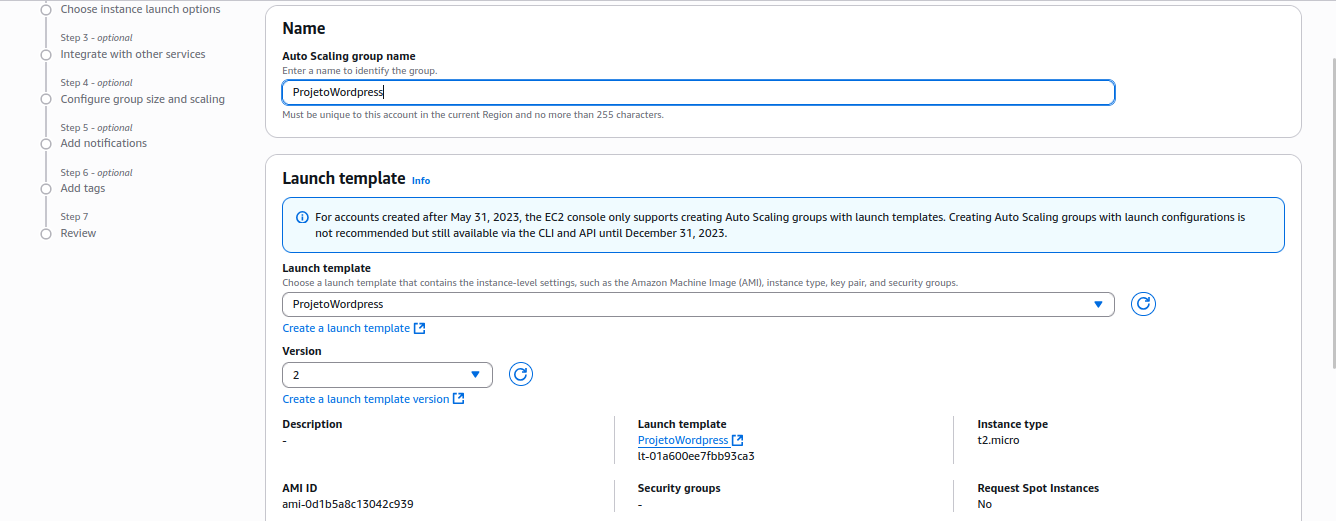 Choose instance launch options
Step 3 - optional
Integrate with other services
Step 4 - optional
Configure group size and scaling
Step 5 - optional
Add notifications
Step 6 - optional
Add tags
Step 7
Review
Name
Auto Scaling group name
Enter a name to identify the group.
ProjetoWordpress
Must be unique to this account in the current Region and no more than 255 characters.
Launch template Info
For accounts created after May 31, 2023, the EC2 console only supports creating Auto Scaling groups with launch templates. Creating Auto Scaling groups with launch configurations is
not recommended but still available via the CLI and API until December 31, 2023.
Launch template
Choose a launch template that contains the instance-level settings, such as the Amazon Machine Image (AMI), instance type, key pair, and security groups.
ProjetoWordpress
Create a launch template
Version
2
Create a launch template version
Description
-
Launch template
ProjetoWordpress
lt-01a600ee7fbb93ca3
Instance type
t2.micro
AMI ID
ami-0d1b5a8c13042c939
Security groups
-
Request Spot Instances
No